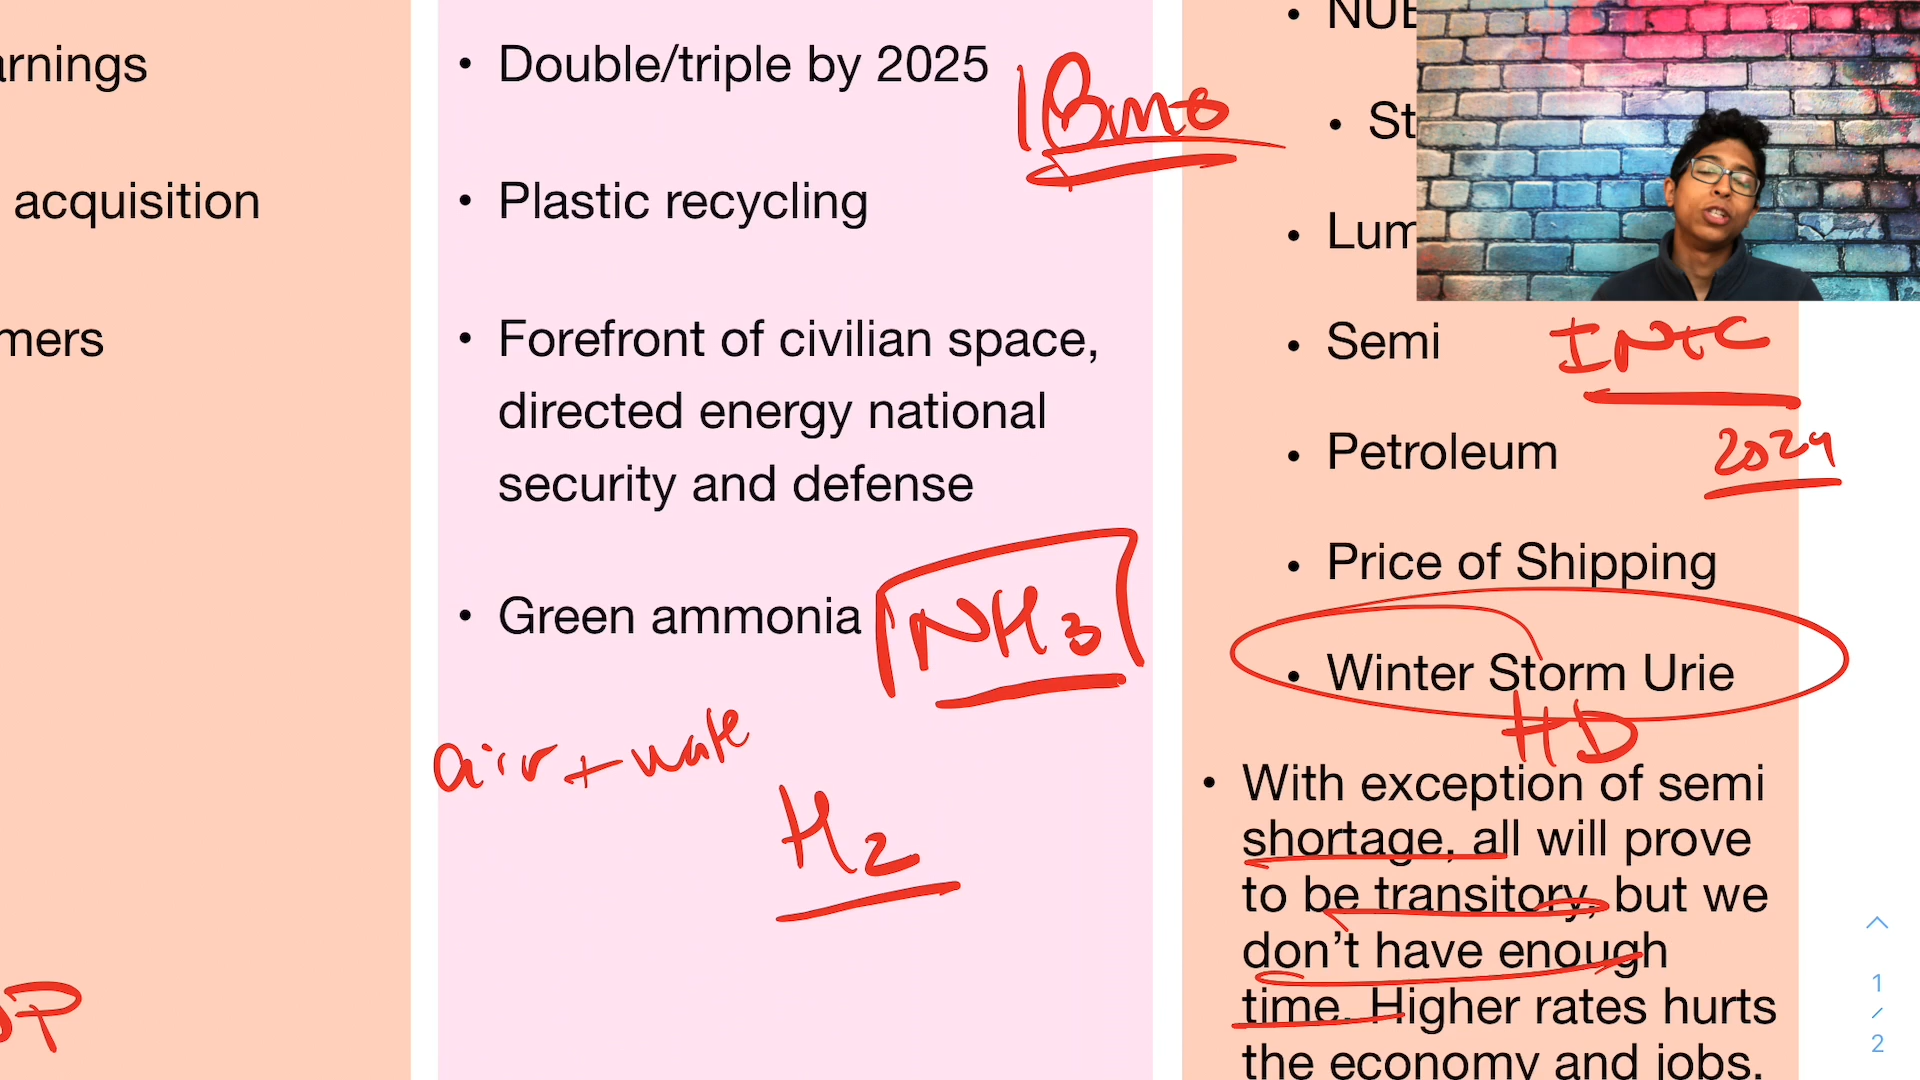 arnings
acquisition
mers
Double/triple by 2025
Plastic recycling
Forefront of civilian space,
directed energy national
security and defense
Green ammonia
NH3
air + wate
H2
NUE
St
Lum
Semi
INTC
Petroleum
2024
Price of Shipping
Winter Storm Urie
HD
With exception of semi
shortage, all will prove
to be transitory, but we
don't have enough
time. Higher rates hurts
the economy and jobs.
1
/
2